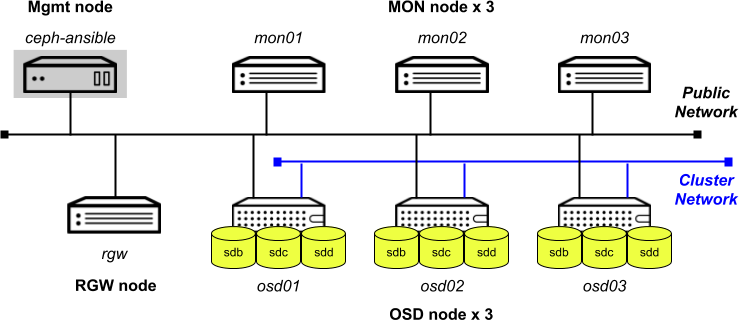 Mgmt node
MON node x 3
ceph-ansible
mon01
mon02
mon03
Public
Network
Cluster
Network
rgw
RGW node
sdb
sdc
sdd
sdb
sdc
sdd
sdb
sdc
sdd
osd01
osd02
osd03
OSD node x 3